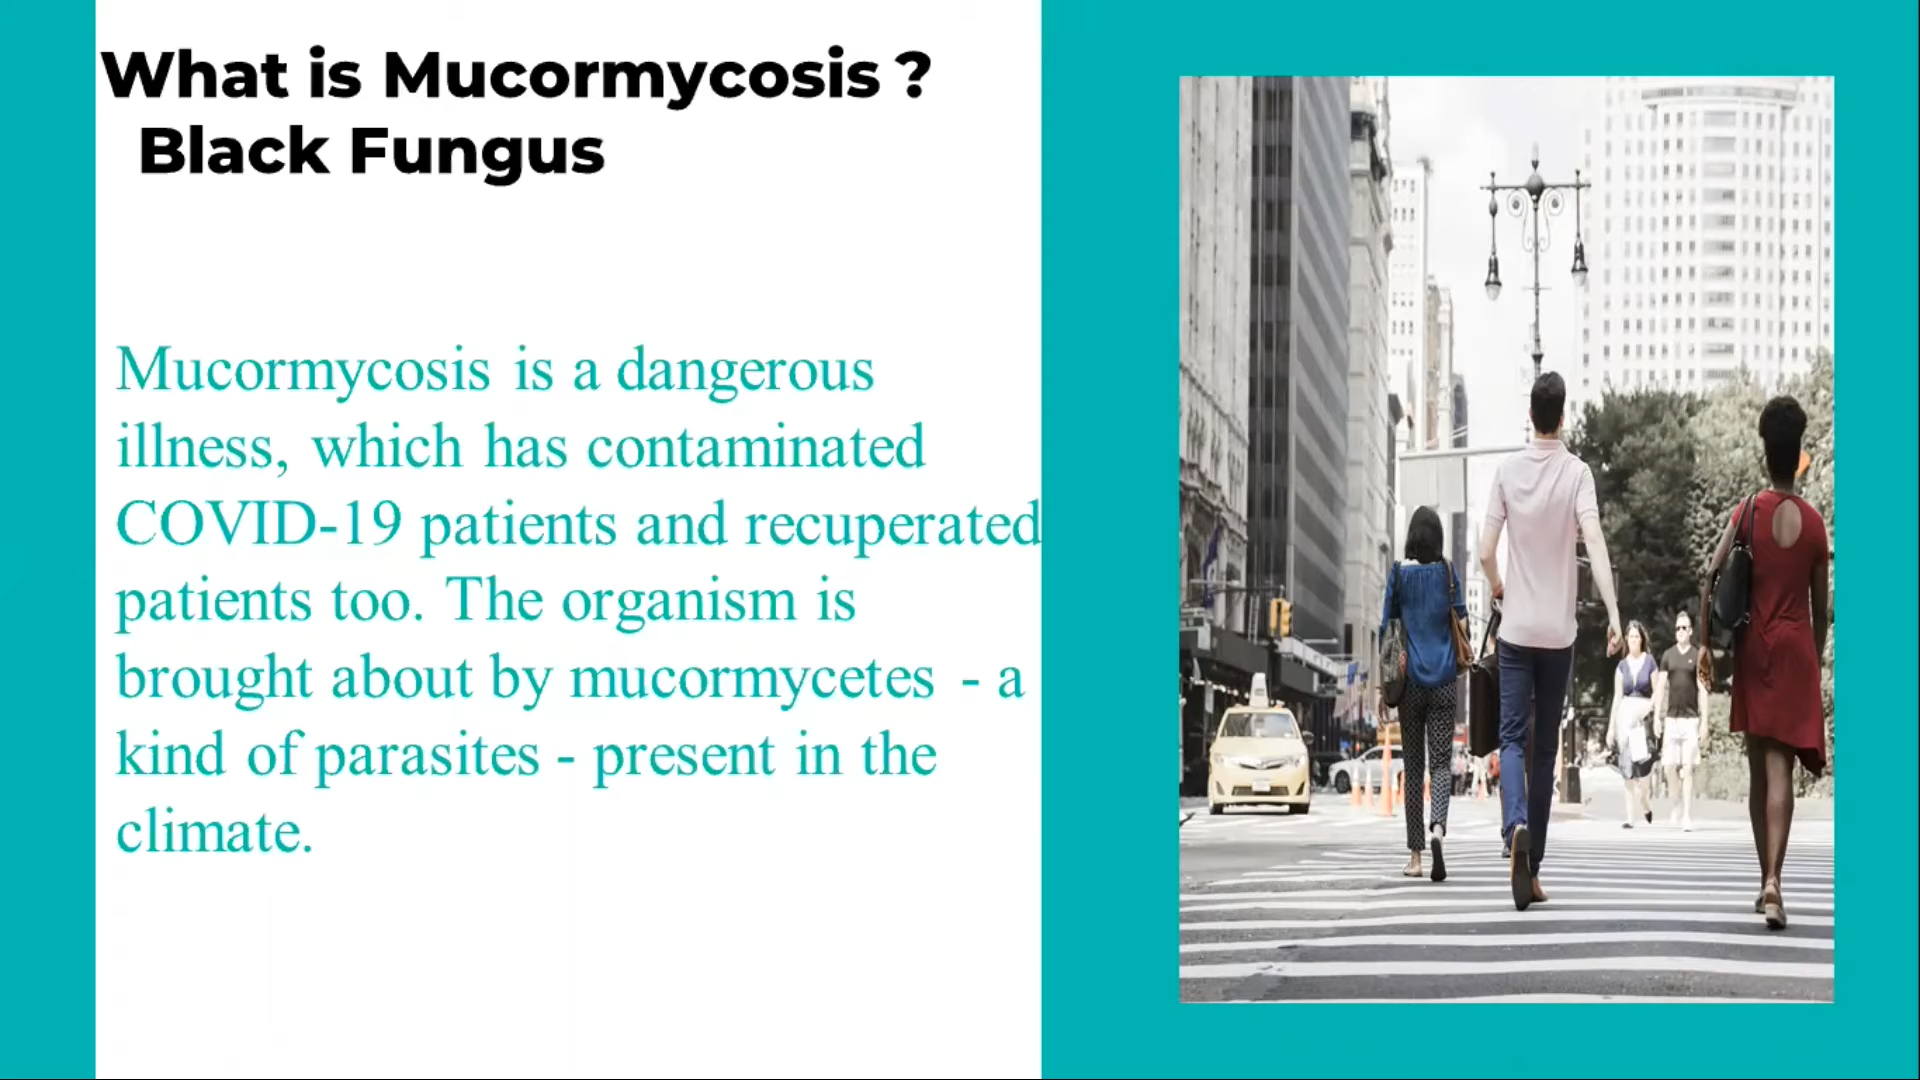 What is Mucormycosis ?
Black Fungus
Mucormycosis is a dangerous
illness, which has contaminated
COVID-19 patients and recuperated
patients too. The organism is
brought about by mucormycetes - a
kind of parasites - present in the
climate.